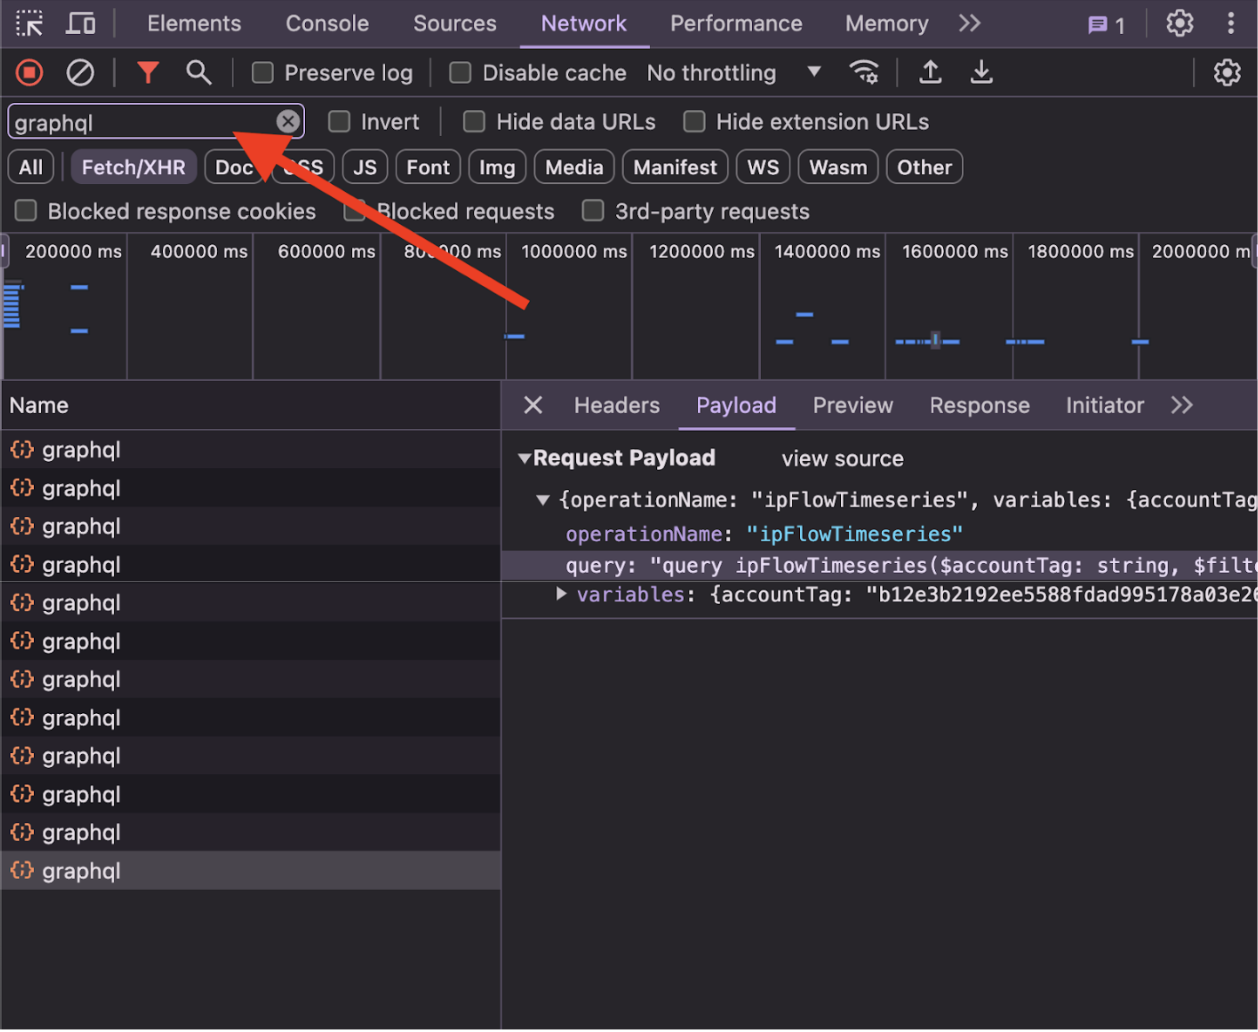 Elements Console Sources Network Performance Memory 1
Preserve log Disable cache No throttling
graphql Invert Hide data URLs Hide extension URLs
All Fetch/XHR Doc CSS JS Font Img Media Manifest WS Wasm Other
Blocked response cookies Blocked requests 3rd-party requests
200000 ms 400000 ms 600000 ms 800000 ms 1000000 ms 1200000 ms 1400000 ms 1600000 ms 1800000 ms 2000000 m
Name
Headers Payload Preview Response Initiator
graphql
graphql
graphql
graphql
graphql
graphql
graphql
graphql
graphql
graphql
graphql
graphql
Request Payload view source
{operationName: "ipFlowTimeseries", variables: {accountTag
operationName: "ipFlowTimeseries"
query: "query ipFlowTimeseries($accountTag: string, $filte
variables: {accountTag: "b12e3b2192ee5588fdad995178a03e26